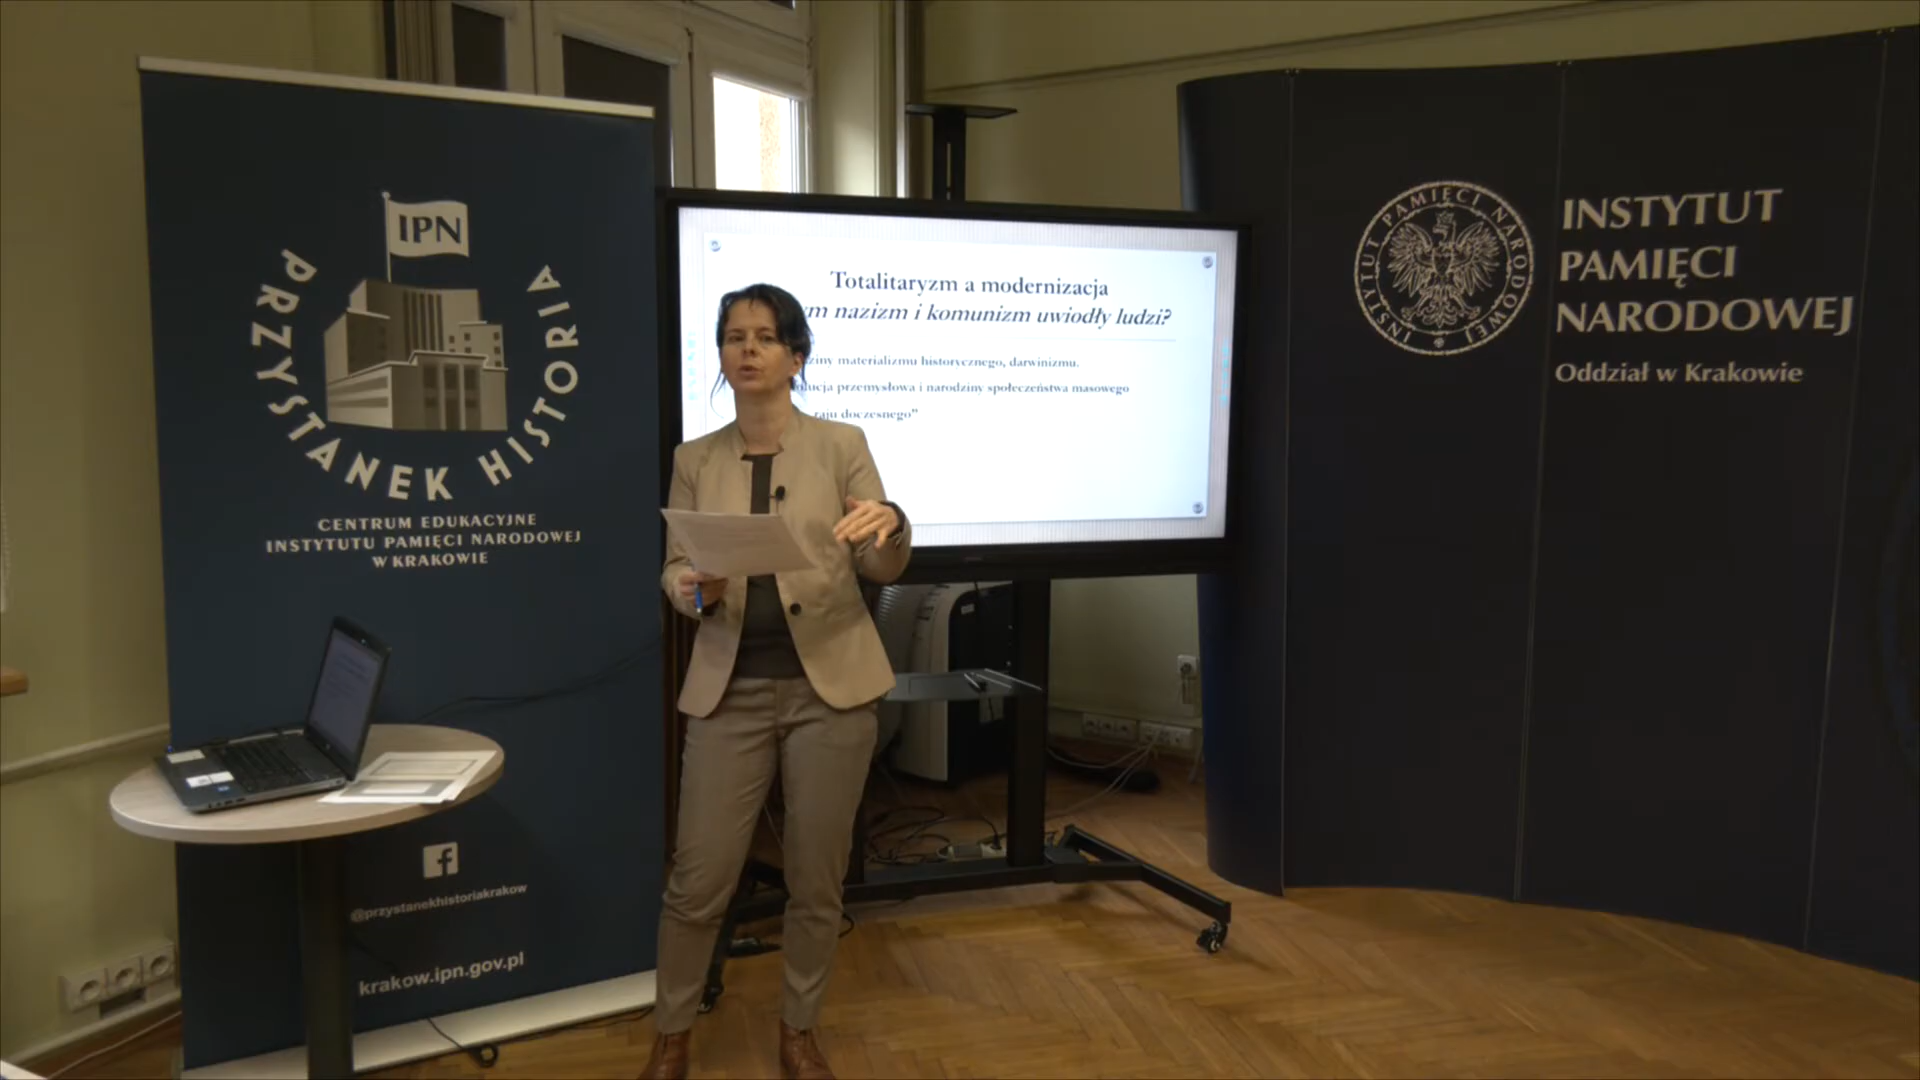 IPN
PRZYSTANEK HISTORIA
CENTRUM EDUKACYJNE
INSTYTUTU PAMIĘCI NARODOWEJ
W KRAKOWIE
@przystanekhistoriakrakow
krakow.ipn.gov.pl
Totalitaryzm a modernizacja
nazizm i komunizm uwiodły ludzi?
materializmu historycznego, darwinizmu.
przemysłowa i narodziny społeczeństwa masowego
raju doczesnego”
INSTYTUT PAMIĘCI NARODOWEJ
INSTYTUT
PAMIĘCI
NARODOWEJ
Oddział w Krakowie